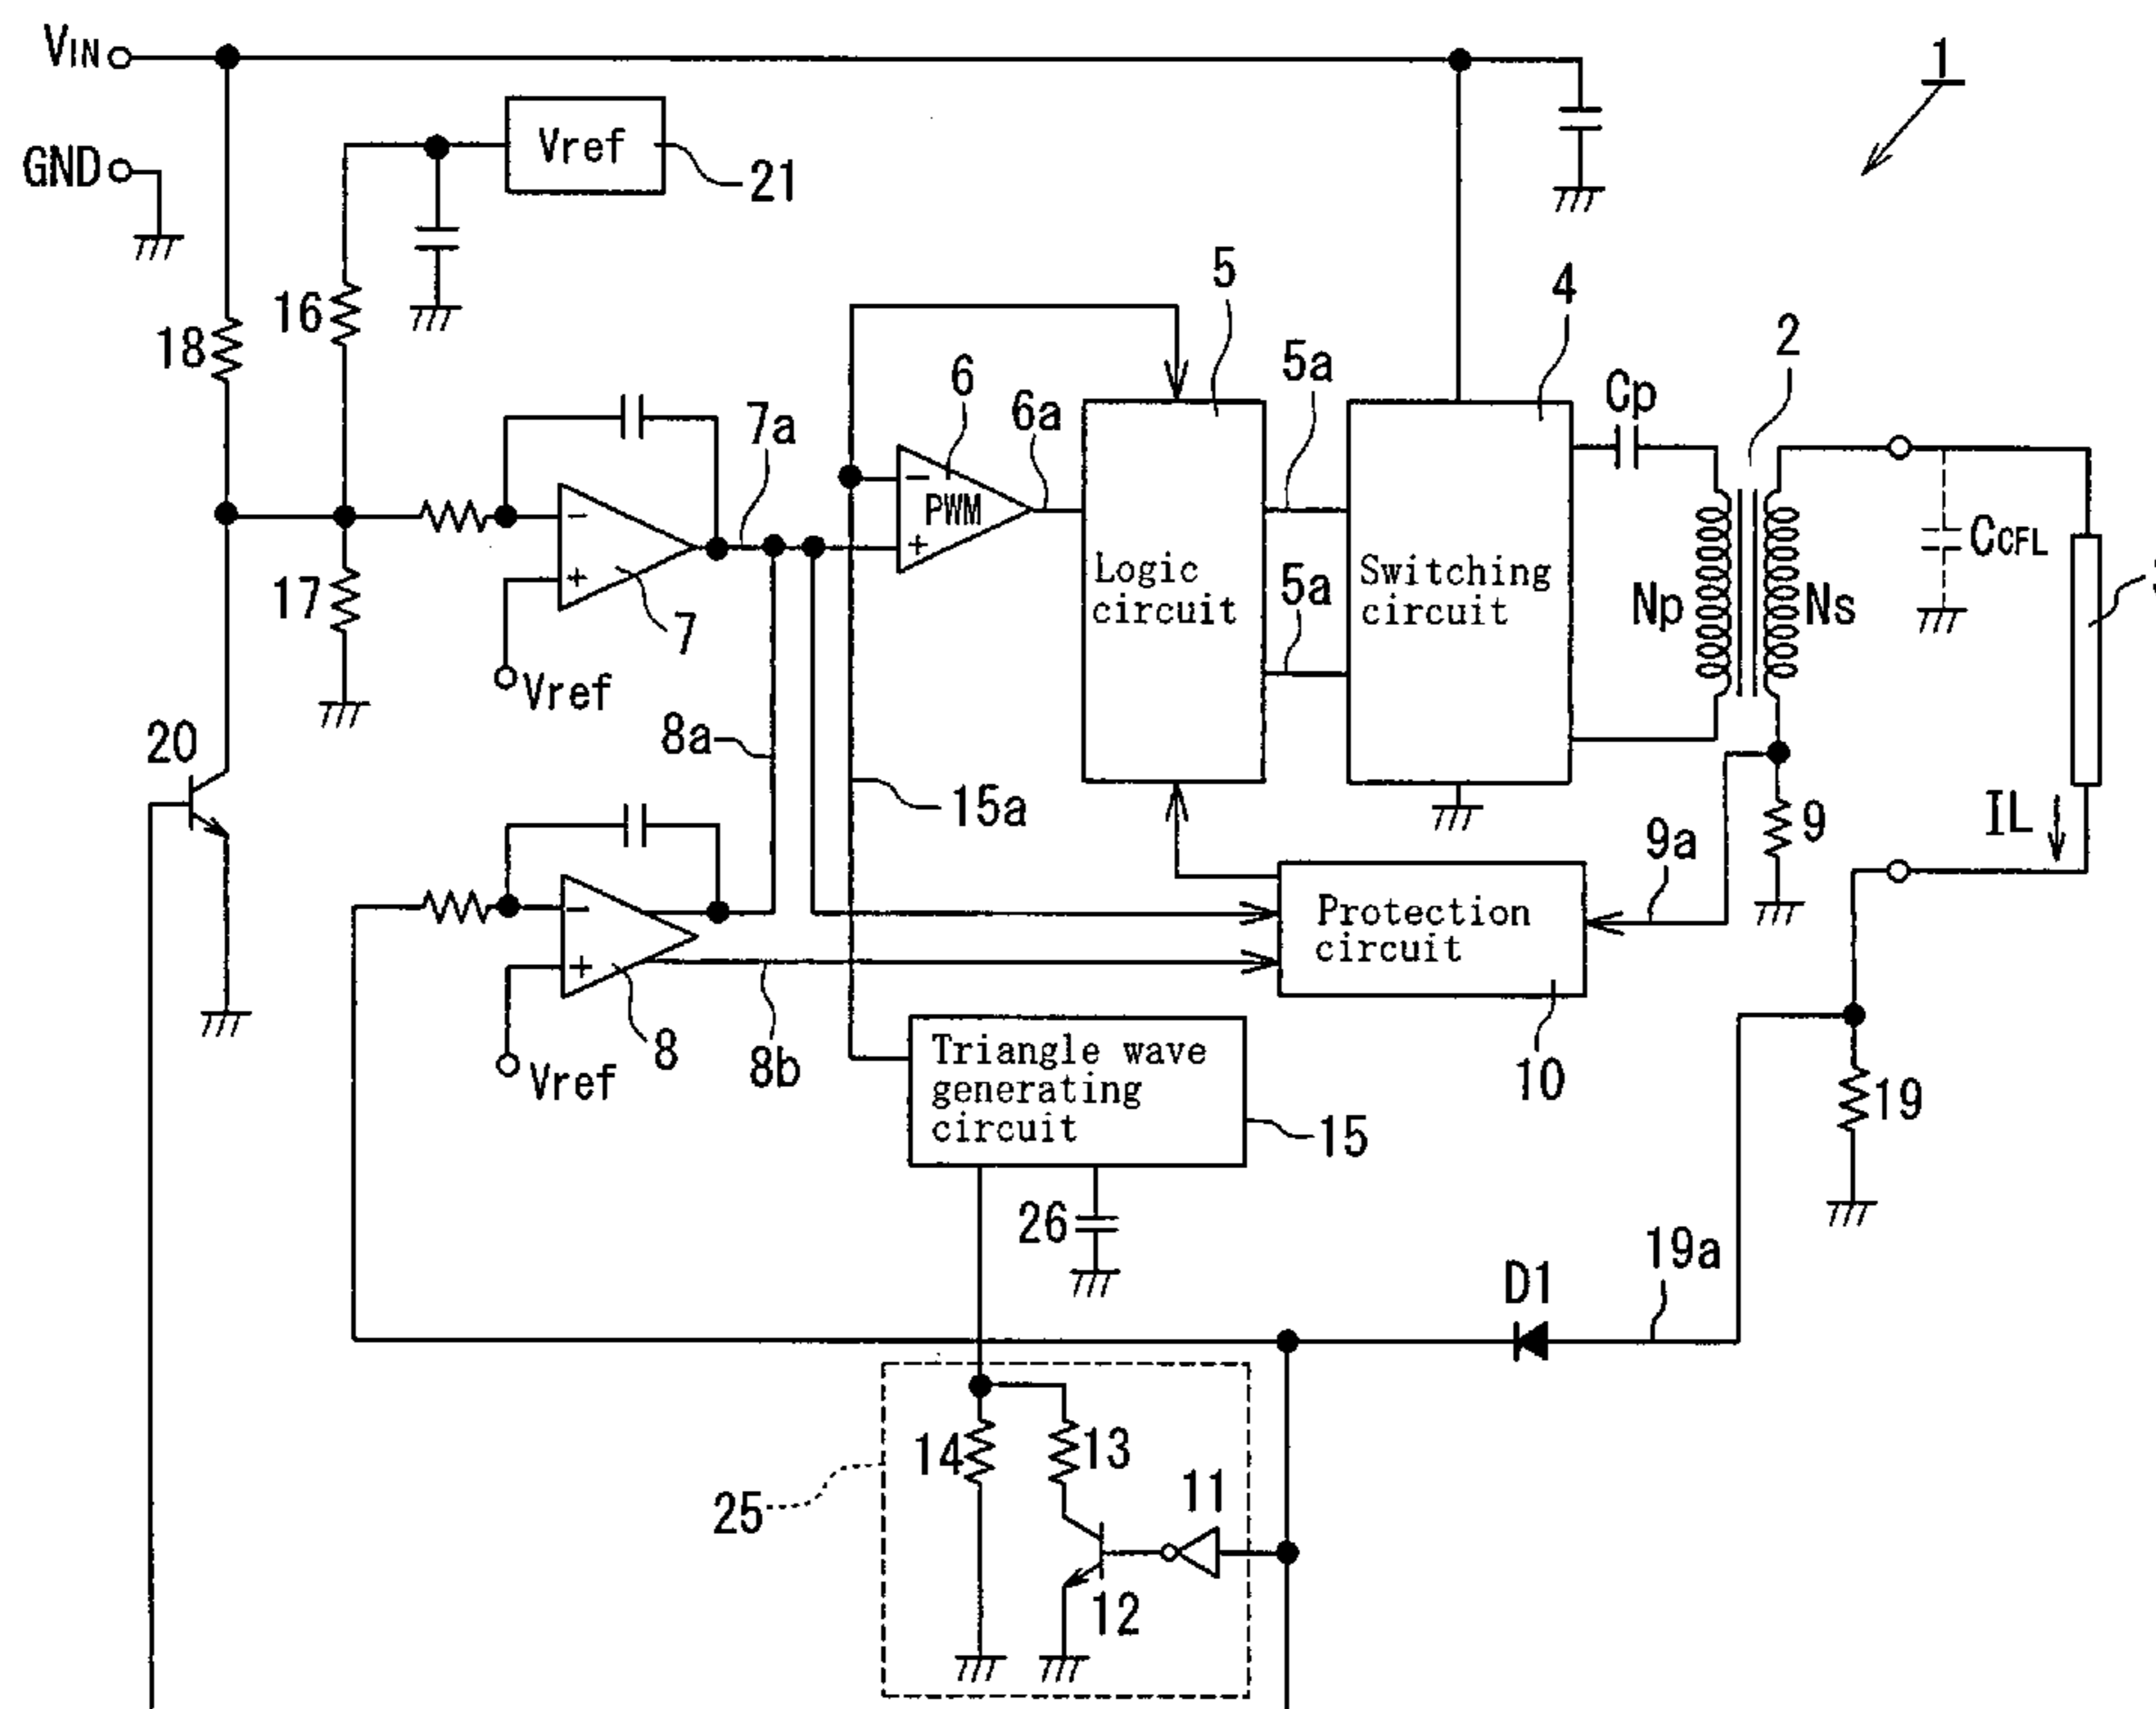 VIN
1
GND
Vref
21
5
4
2
16
18
6
5a
Cp
7a
6a
PWM
-
+
-
+
CCFL
Logic
circuit
Switching
circuit
5a
Np
Ns
17
7
Vref
20
8a
15a
9
IL
9a
Protection
circuit
-
+
8
8b
Vref
10
Triangle wave
generating
circuit
15
19
26
19a
D1
14
13
11
25
12